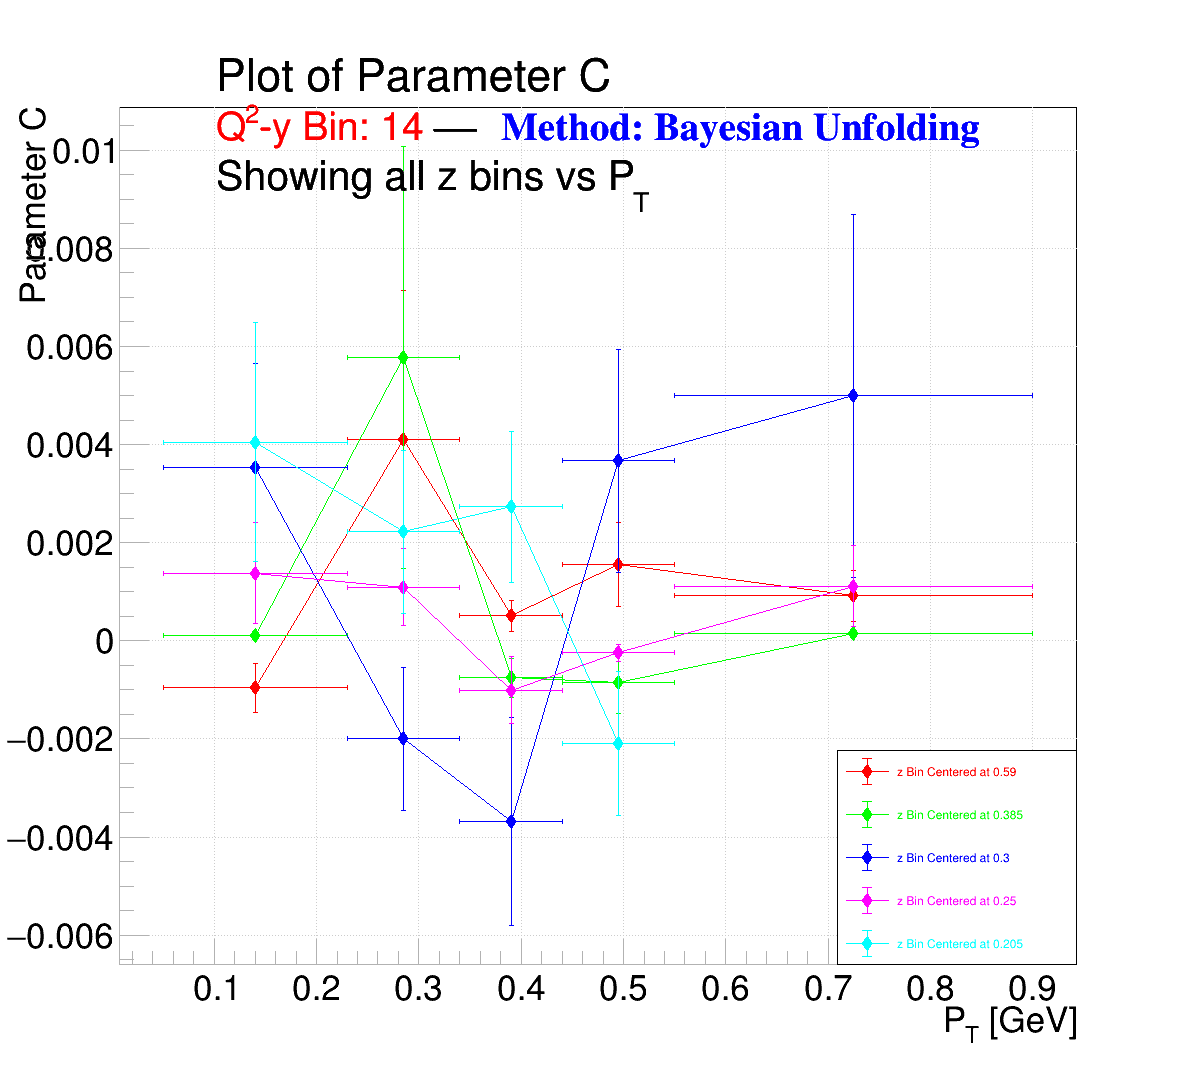 Plot of Parameter C
Q²-y Bin: 14 — Method: Bayesian Unfolding
Showing all z bins vs P_T
Parameter C
0.01
0.008
0.006
0.004
0.002
0
−0.002
−0.004
−0.006
z Bin Centered at 0.59
z Bin Centered at 0.385
z Bin Centered at 0.3
z Bin Centered at 0.25
z Bin Centered at 0.205
0.1 0.2 0.3 0.4 0.5 0.6 0.7 0.8 0.9
P_T [GeV]